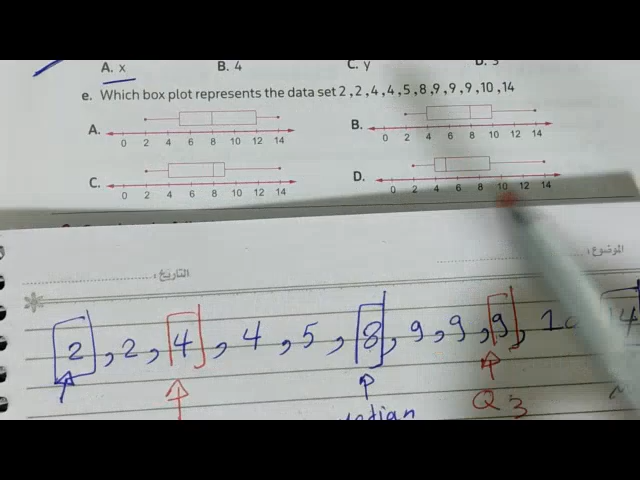 A. x B. 4 C. y D. 3
e. Which box plot represents the data set 2,2,4,4,5,8,9,9,9,10,14
A. 0 2 4 6 8 10 12 14
B. 0 2 4 6 8 10 12 14
C. 0 2 4 6 8 10 12 14
D. 0 2 4 6 8 10 12 14
الموضوع: التاريخ:
2, 2, 4, 4, 5, 8, 9, 9, 9, 10 14
Q3